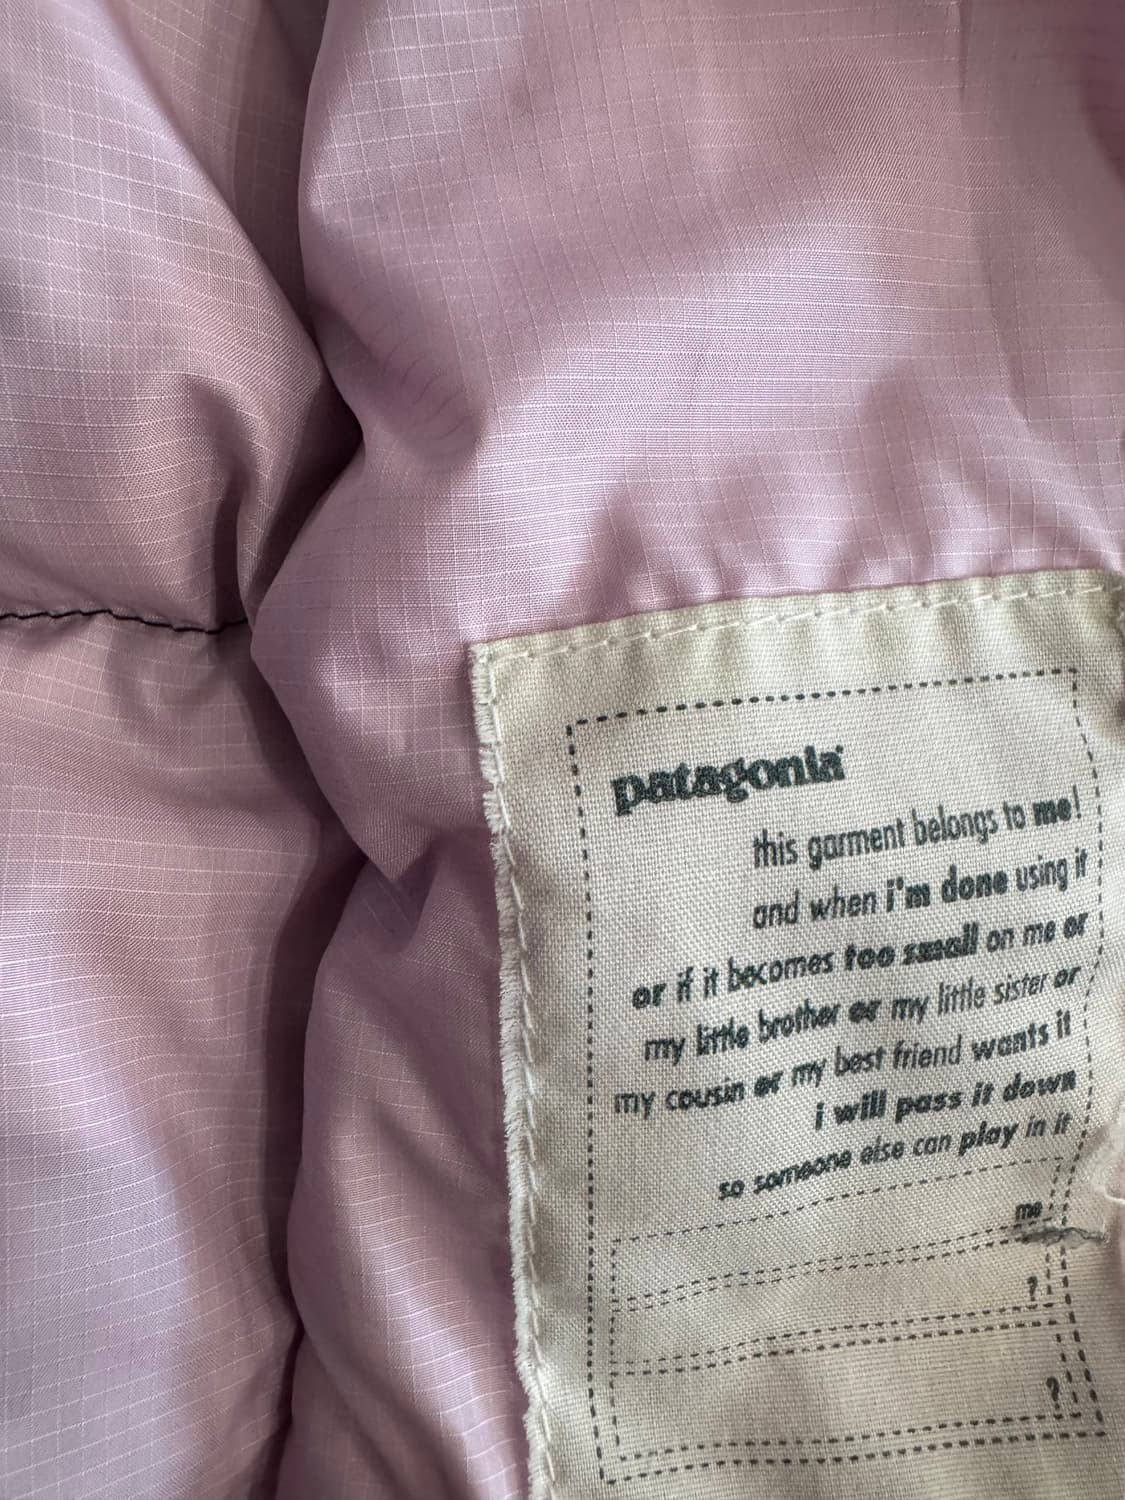 patagonia
this garment belongs to me!
and when i'm done using it
or if it becomes too small on me or
my little brother or my little sister or
my cousin or my best friend wants it
i will pass it down
so someone else can play in it
me
?
?